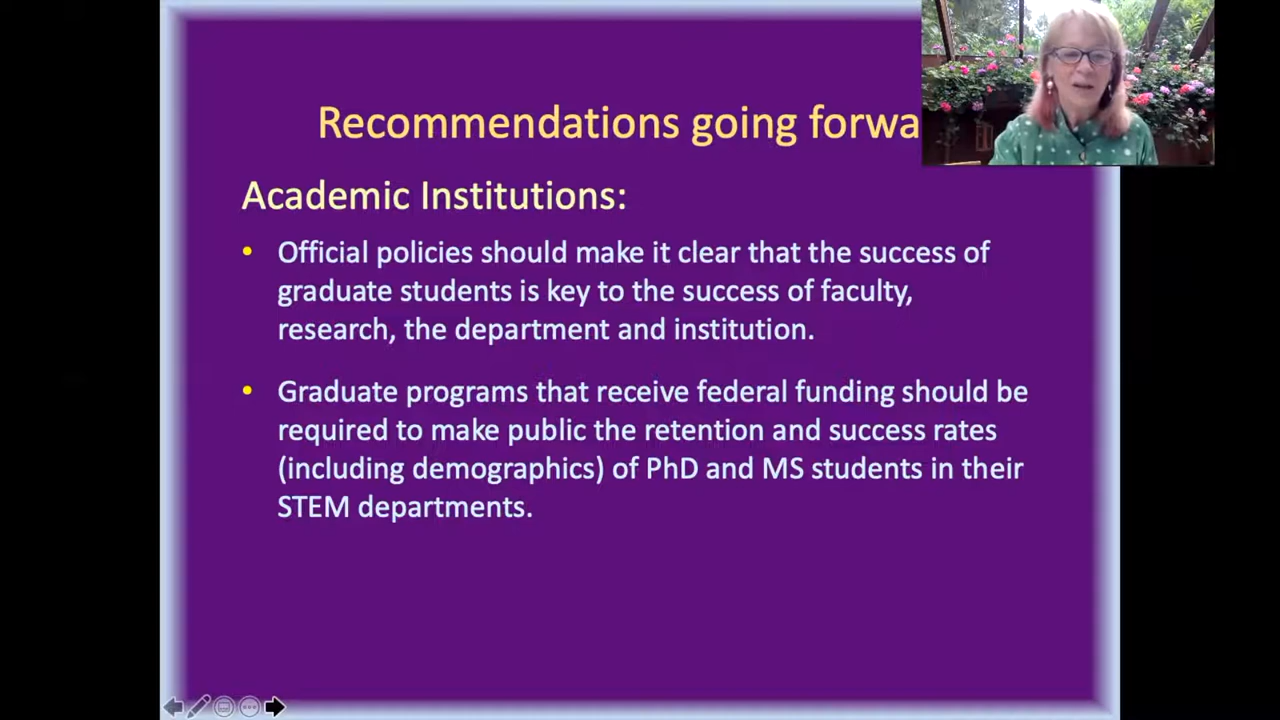 Recommendations going forwa
Academic Institutions:
• Official policies should make it clear that the success of
graduate students is key to the success of faculty,
research, the department and institution.
• Graduate programs that receive federal funding should be
required to make public the retention and success rates
(including demographics) of PhD and MS students in their
STEM departments.